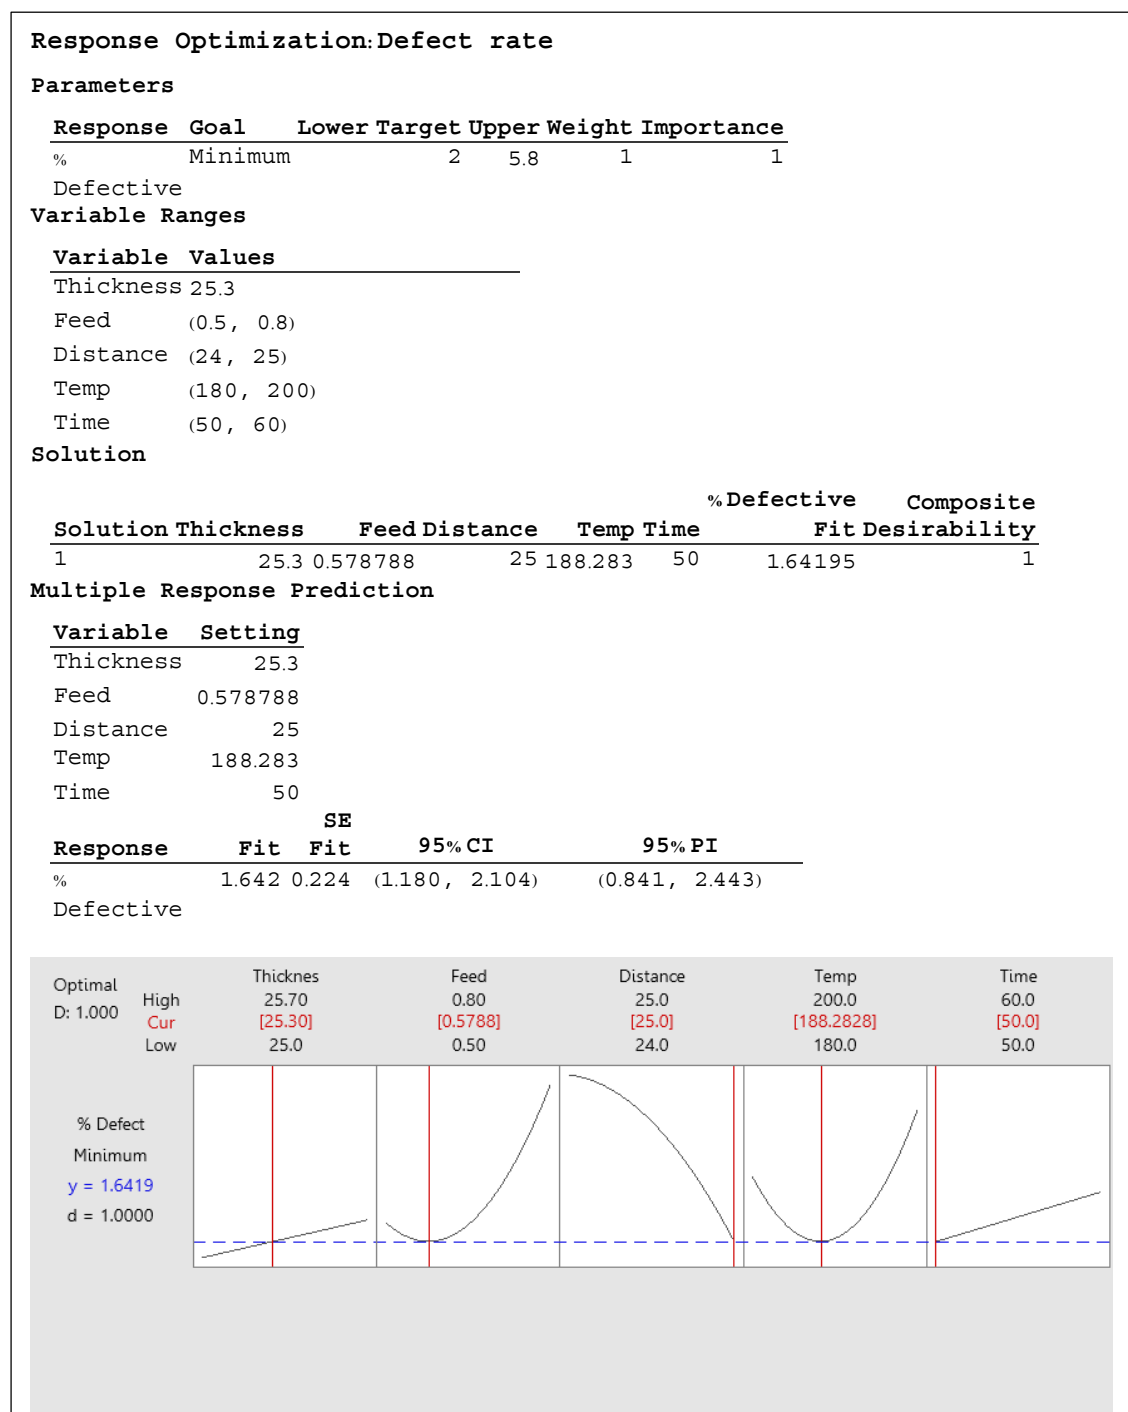 Response Optimization: Defect rate
Parameters
Response Goal Lower Target Upper Weight Importance
% Minimum 2 5.8 1 1
Defective
Variable Ranges
Variable Values
Thickness 25.3
Feed (0.5, 0.8)
Distance (24, 25)
Temp (180, 200)
Time (50, 60)
Solution
%Defective Composite
Solution Thickness Feed Distance Temp Time Fit Desirability
1 25.3 0.578788 25 188.283 50 1.64195 1
Multiple Response Prediction
Variable Setting
Thickness 25.3
Feed 0.578788
Distance 25
Temp 188.283
Time 50
SE
Response Fit Fit 95% CI 95% PI
% 1.642 0.224 (1.180, 2.104) (0.841, 2.443)
Defective
Optimal Thicknes Feed Distance Temp Time
High 25.70 0.80 25.0 200.0 60.0
D: 1.000 Cur [25.30] [0.5788] [25.0] [188.2828] [50.0]
Low 25.0 0.50 24.0 180.0 50.0
% Defect
Minimum
y = 1.6419
d = 1.0000